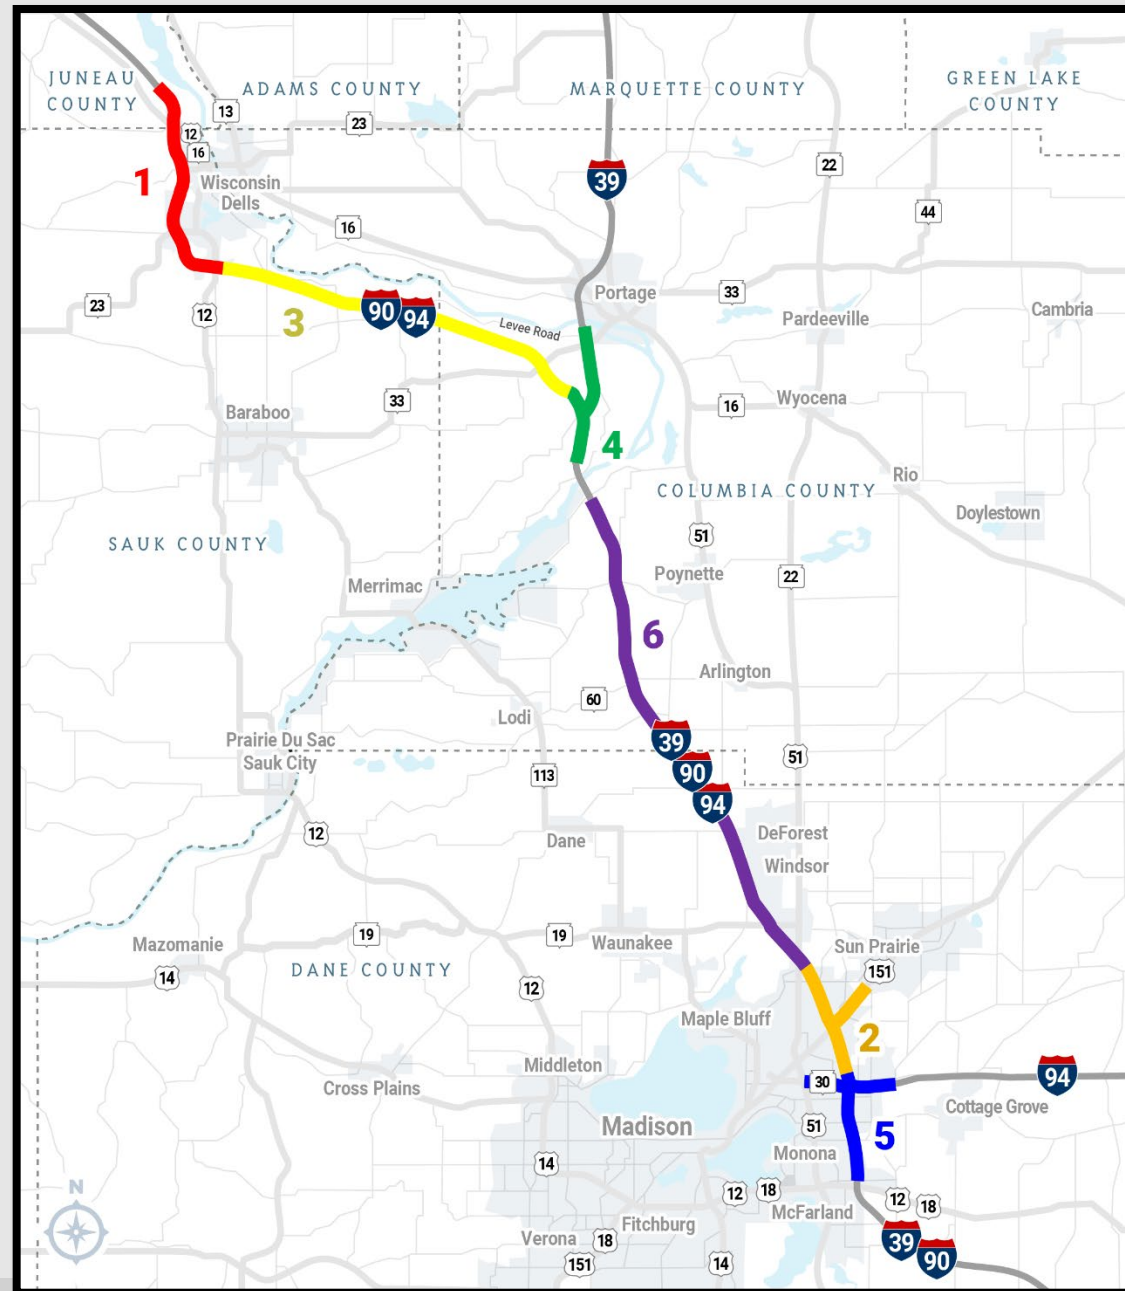 JUNEAU
COUNTY
ADAMS COUNTY
MARQUETTE COUNTY
GREEN LAKE
COUNTY
13
23
12
16
39
22
1
Wisconsin
Dells
44
16
Portage
33
23
12
3
90
94
Levee Road
Pardeeville
Cambria
Baraboo
33
16
Wyocena
4
COLUMBIA COUNTY
Rio
Doylestown
SAUK COUNTY
51
Merrimac
Poynette
22
6
Arlington
60
Lodi
39
Prairie Du Sac
Sauk City
90
51
113
94
12
Dane
DeForest
Windsor
Mazomanie
19
19
Waunakee
Sun Prairie
14
DANE COUNTY
151
12
Maple Bluff
2
Middleton
30
94
Cross Plains
Cottage Grove
Madison
51
5
Monona
14
12
18
12
18
McFarland
Fitchburg
Verona
18
39
90
151
14
N